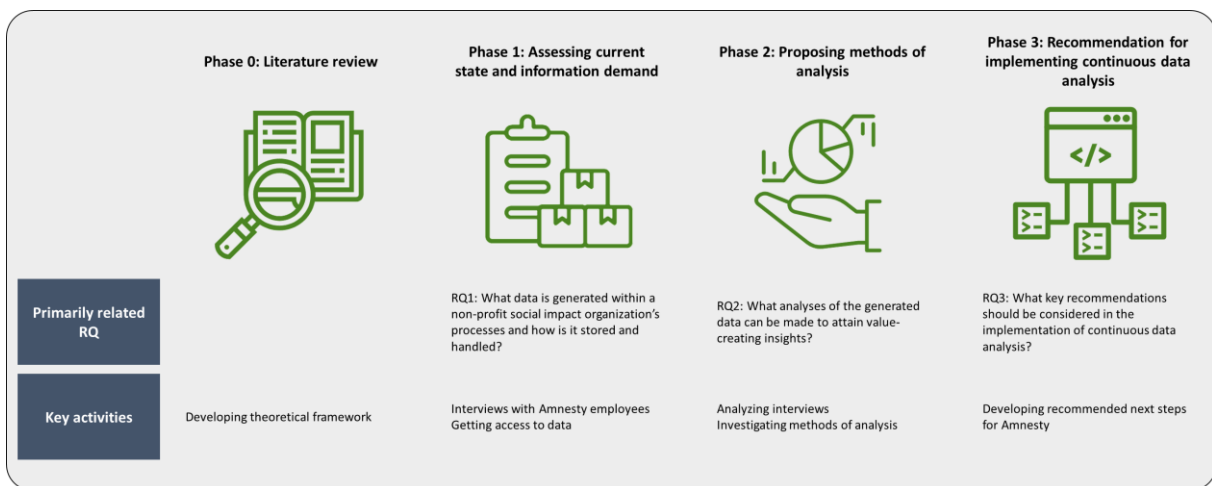 Phase 0: Literature review
Phase 1: Assessing current
state and information demand
Phase 2: Proposing methods of
analysis
Phase 3: Recommendation for
implementing continuous data
analysis
</>
Primarily related
RQ
RQ1: What data is generated within a
non-profit social impact organization's
processes and how is it stored and
handled?
RQ2: What analyses of the generated
data can be made to attain value-
creating insights?
RQ3: What key recommendations
should be considered in the
implementation of continuous data
analysis?
Key activities
Developing theoretical framework
Interviews with Amnesty employees
Getting access to data
Analyzing interviews
Investigating methods of analysis
Developing recommended next steps
for Amnesty